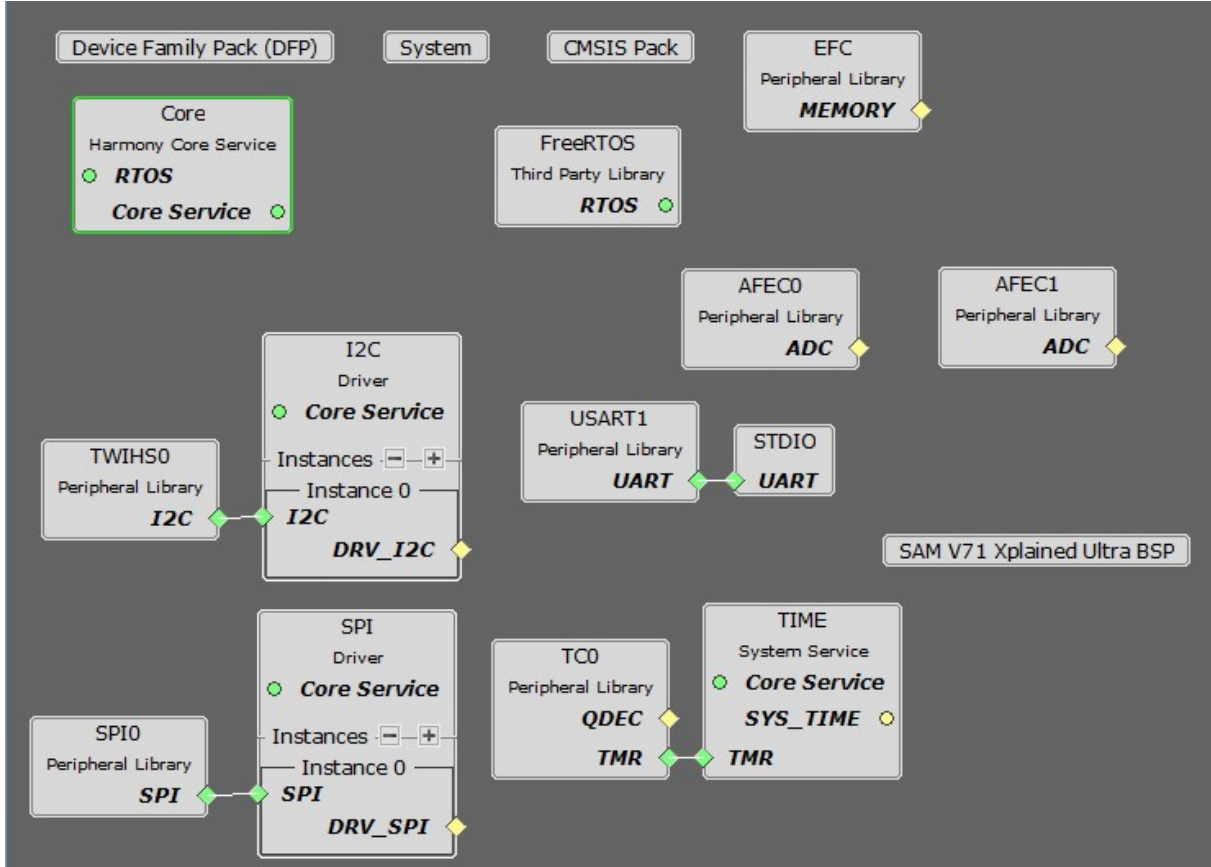 Device Family Pack (DFP)
System
CMSIS Pack
EFC
Peripheral Library
MEMORY
Core
Harmony Core Service
RTOS
Core Service
FreeRTOS
Third Party Library
RTOS
AFEC0
Peripheral Library
ADC
AFEC1
Peripheral Library
ADC
I2C
Driver
Core Service
Instances
Instance 0
I2C
DRV_I2C
TWIHS0
Peripheral Library
I2C
USART1
Peripheral Library
UART
STDIO
UART
SAM V71 Xplained Ultra BSP
SPI
Driver
Core Service
Instances
Instance 0
SPI
DRV_SPI
SPI0
Peripheral Library
SPI
TC0
Peripheral Library
QDEC
TMR
TIME
System Service
Core Service
SYS_TIME
TMR